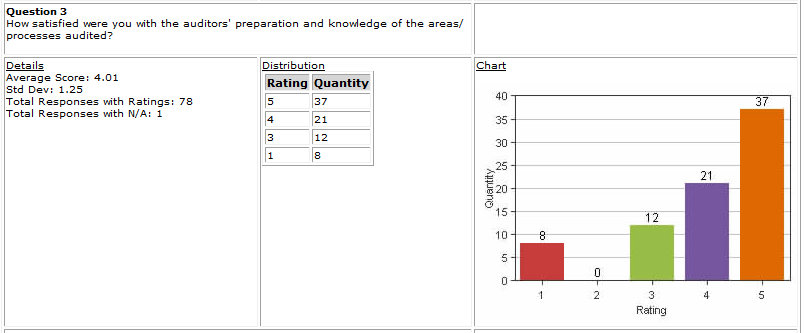 Question 3
How satisfied were you with the auditors' preparation and knowledge of the areas/
processes audited?
Details
Average Score: 4.01
Std Dev: 1.25
Total Responses with Ratings: 78
Total Responses with N/A: 1
Distribution
Rating Quantity
5 37
4 21
3 12
1 8
Chart
40
35
30
25
20
15
10
5
0
Quantity
8
0
12
21
37
1 2 3 4 5
Rating